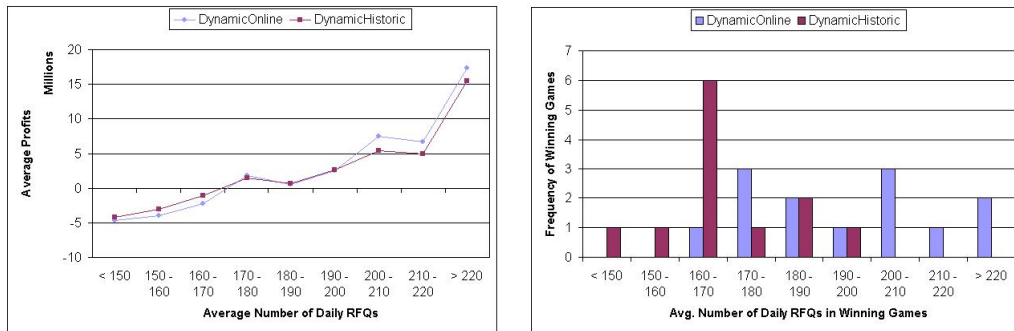 DynamicOnline DynamicHistoric
Millions
Average Profits
20
15
10
5
0
-5
-10
< 150 150 - 160 160 - 170 170 - 180 180 - 190 190 - 200 200 - 210 210 - 220 > 220
Average Number of Daily RFQs
DynamicOnline DynamicHistoric
Frequency of Winning Games
7
6
5
4
3
2
1
0
< 150 150 - 160 160 - 170 170 - 180 180 - 190 190 - 200 200 - 210 210 - 220 > 220
Avg. Number of Daily RFQs in Winning Games